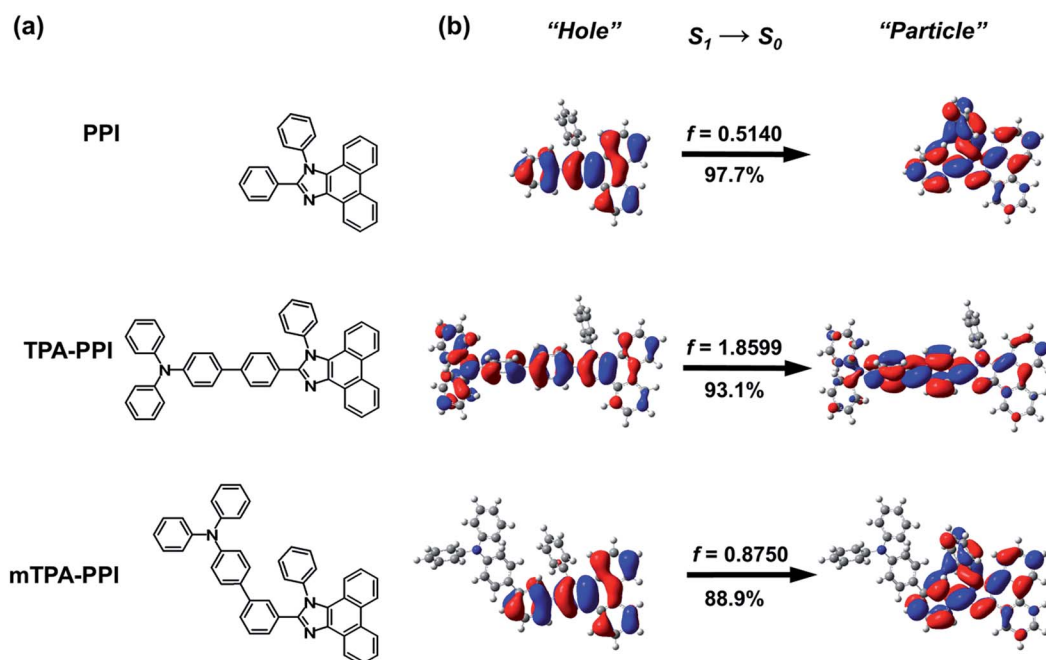 (a)
(b)
“Hole”
S1 → S0
“Particle”
PPI
N
N
f = 0.5140
97.7%
TPA-PPI
N
N
N
f = 1.8599
93.1%
mTPA-PPI
N
N
N
f = 0.8750
88.9%